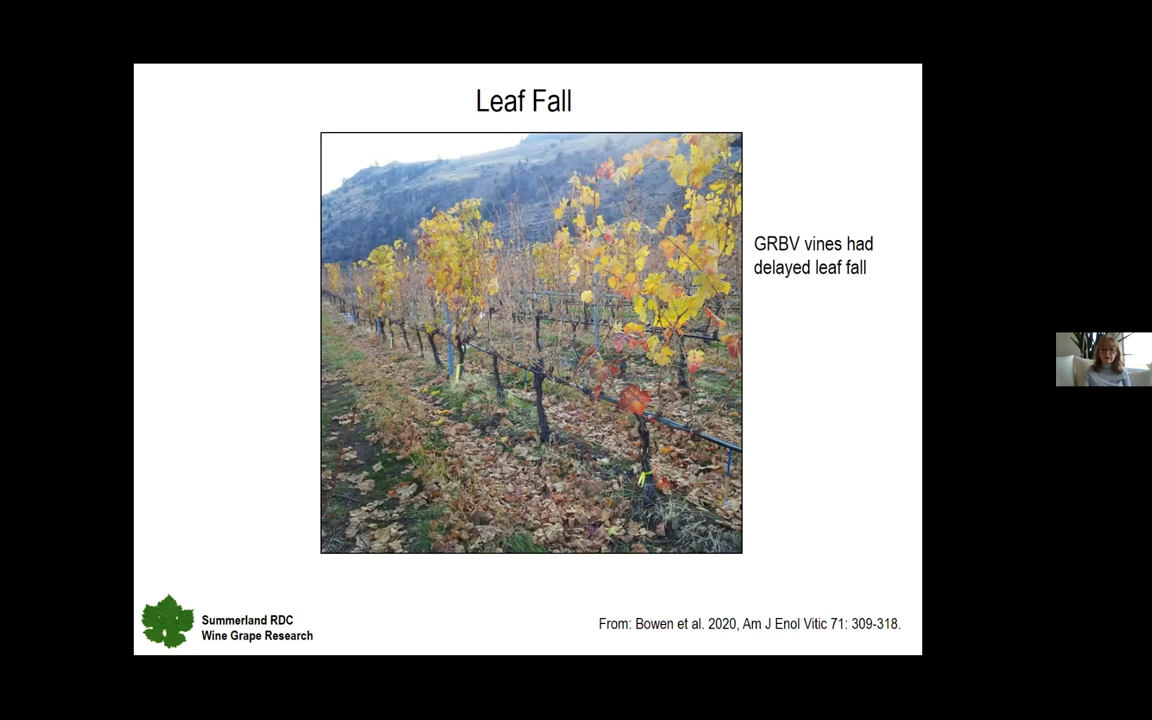 Leaf Fall
GRBV vines had
delayed leaf fall
Summerland RDC
Wine Grape Research
From: Bowen et al. 2020, Am J Enol Vitic 71: 309-318.